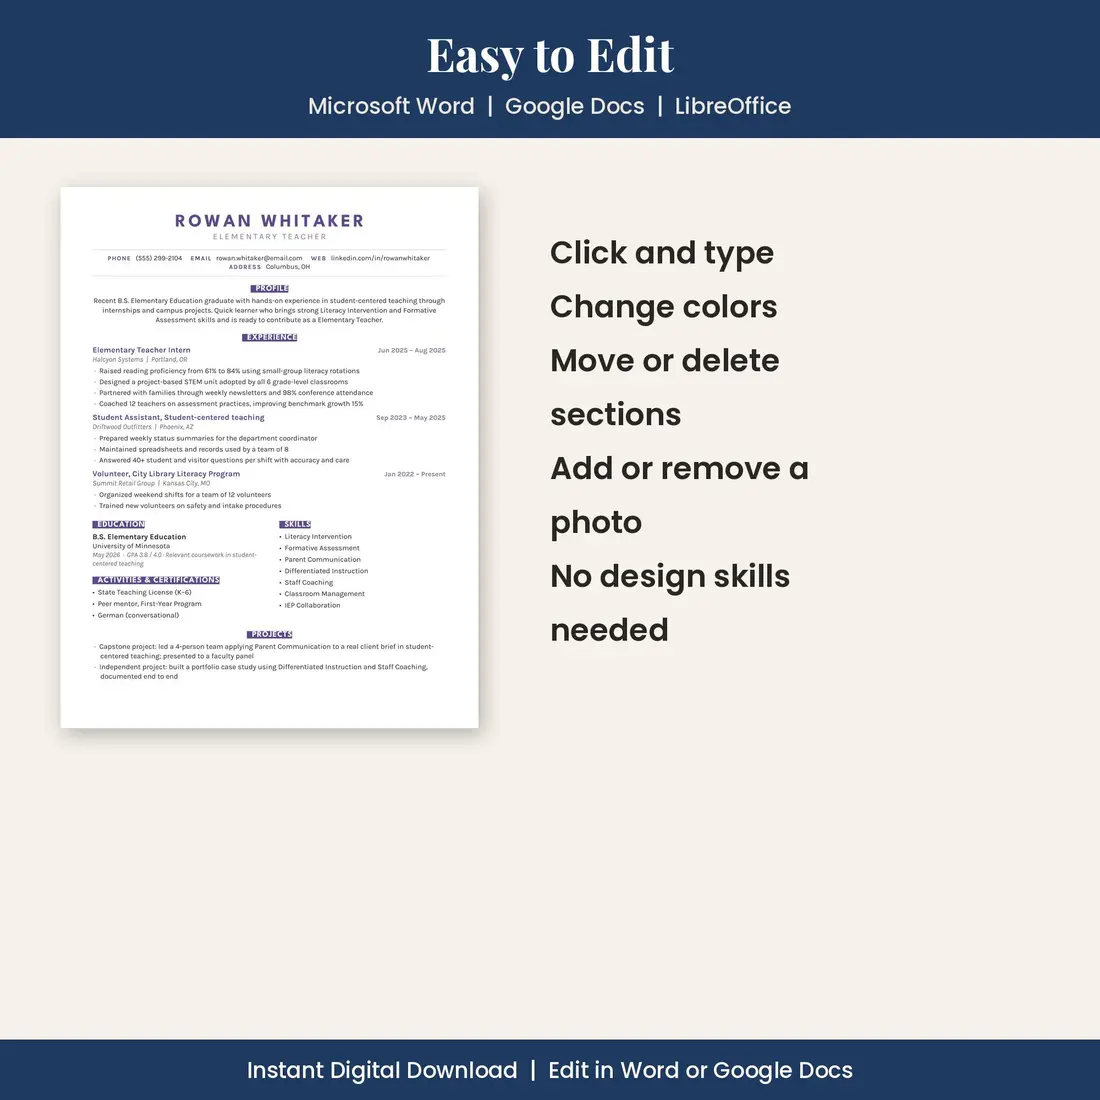 Easy to Edit
Microsoft Word | Google Docs | LibreOffice
ROWAN WHITAKER
ELEMENTARY TEACHER
PHONE (555) 299-2104 EMAIL rowan.whitaker@email.com WEB linkedin.com/in/rowanwhitaker
ADDRESS Columbus, OH
PROFILE
Recent B.S. Elementary Education graduate with hands-on experience in student-centered teaching through
internships and campus projects. Quick learner who brings strong Literacy Intervention and Formative
Assessment skills and is ready to contribute as a Elementary Teacher.
EXPERIENCE
Elementary Teacher Intern Jun 2025 – Aug 2025
Halcyon Systems | Portland, OR
· Raised reading proficiency from 61% to 84% using small-group literacy rotations
· Designed a project-based STEM unit adopted by all 6 grade-level classrooms
· Partnered with families through weekly newsletters and 98% conference attendance
· Coached 12 teachers on assessment practices, improving benchmark growth 15%
Student Assistant, Student-centered teaching Sep 2023 – May 2025
Driftwood Outfitters | Phoenix, AZ
· Prepared weekly status summaries for the department coordinator
· Maintained spreadsheets and records used by a team of 8
· Answered 40+ student and visitor questions per shift with accuracy and care
Volunteer, City Library Literacy Program Jan 2022 – Present
Summit Retail Group | Kansas City, MO
· Organized weekend shifts for a team of 12 volunteers
· Trained new volunteers on safety and intake procedures
EDUCATION
B.S. Elementary Education
University of Minnesota
May 2026 · GPA 3.8 / 4.0 · Relevant coursework in student-
centered teaching
ACTIVITIES & CERTIFICATIONS
• State Teaching License (K–6)
• Peer mentor, First-Year Program
• German (conversational)
SKILLS
• Literacy Intervention
• Formative Assessment
• Parent Communication
• Differentiated Instruction
• Staff Coaching
• Classroom Management
• IEP Collaboration
PROJECTS
· Capstone project: led a 4-person team applying Parent Communication to a real client brief in student-
centered teaching; presented to a faculty panel
· Independent project: built a portfolio case study using Differentiated Instruction and Staff Coaching,
documented end to end
Click and type
Change colors
Move or delete
sections
Add or remove a
photo
No design skills
needed
Instant Digital Download | Edit in Word or Google Docs